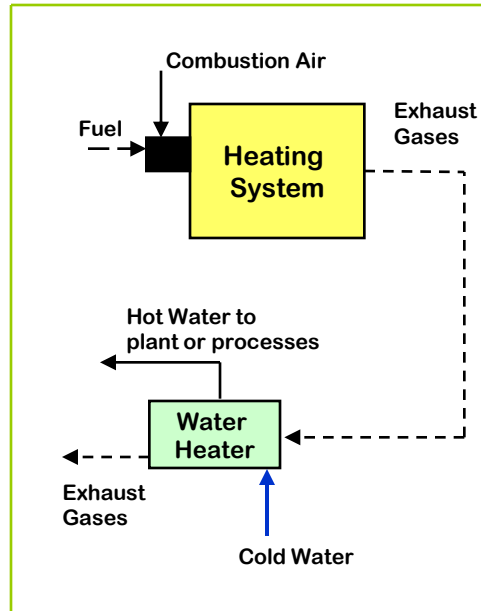 Combustion Air
Fuel
Heating
System
Exhaust
Gases
Hot Water to
plant or processes
Water
Heater
Exhaust
Gases
Cold Water